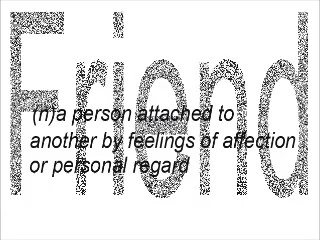 Friend
(n)a person attached to
another by feelings of affection
or personal regard